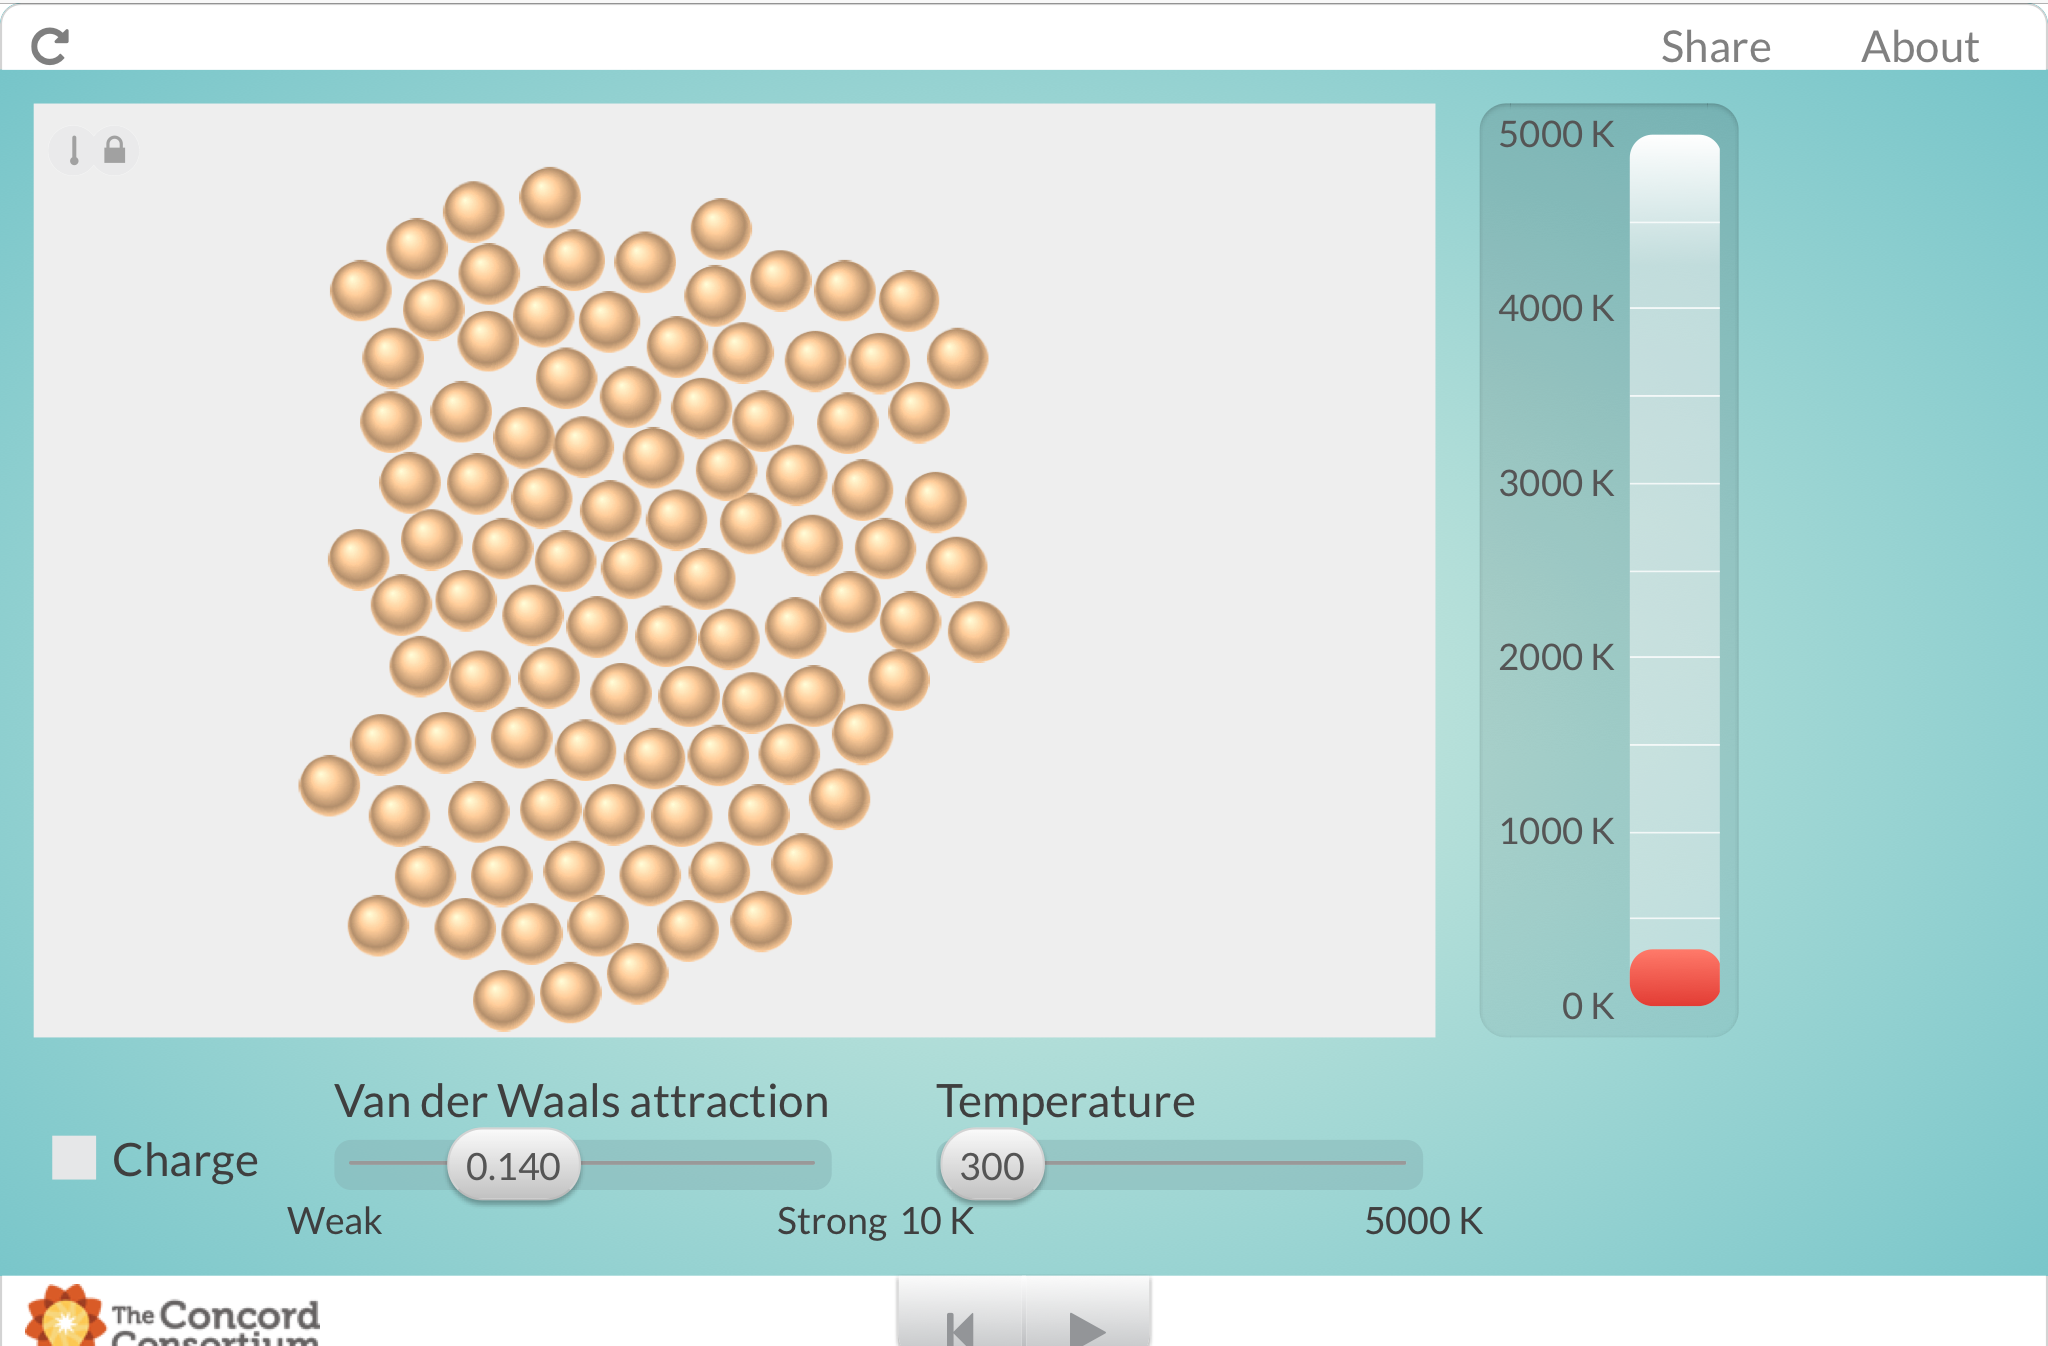 Share About
5000 K
4000 K
3000 K
2000 K
1000 K
0 K
Van der Waals attraction
Temperature
Charge
0.140
300
Weak
Strong
10 K
5000 K
The Concord
Consortium